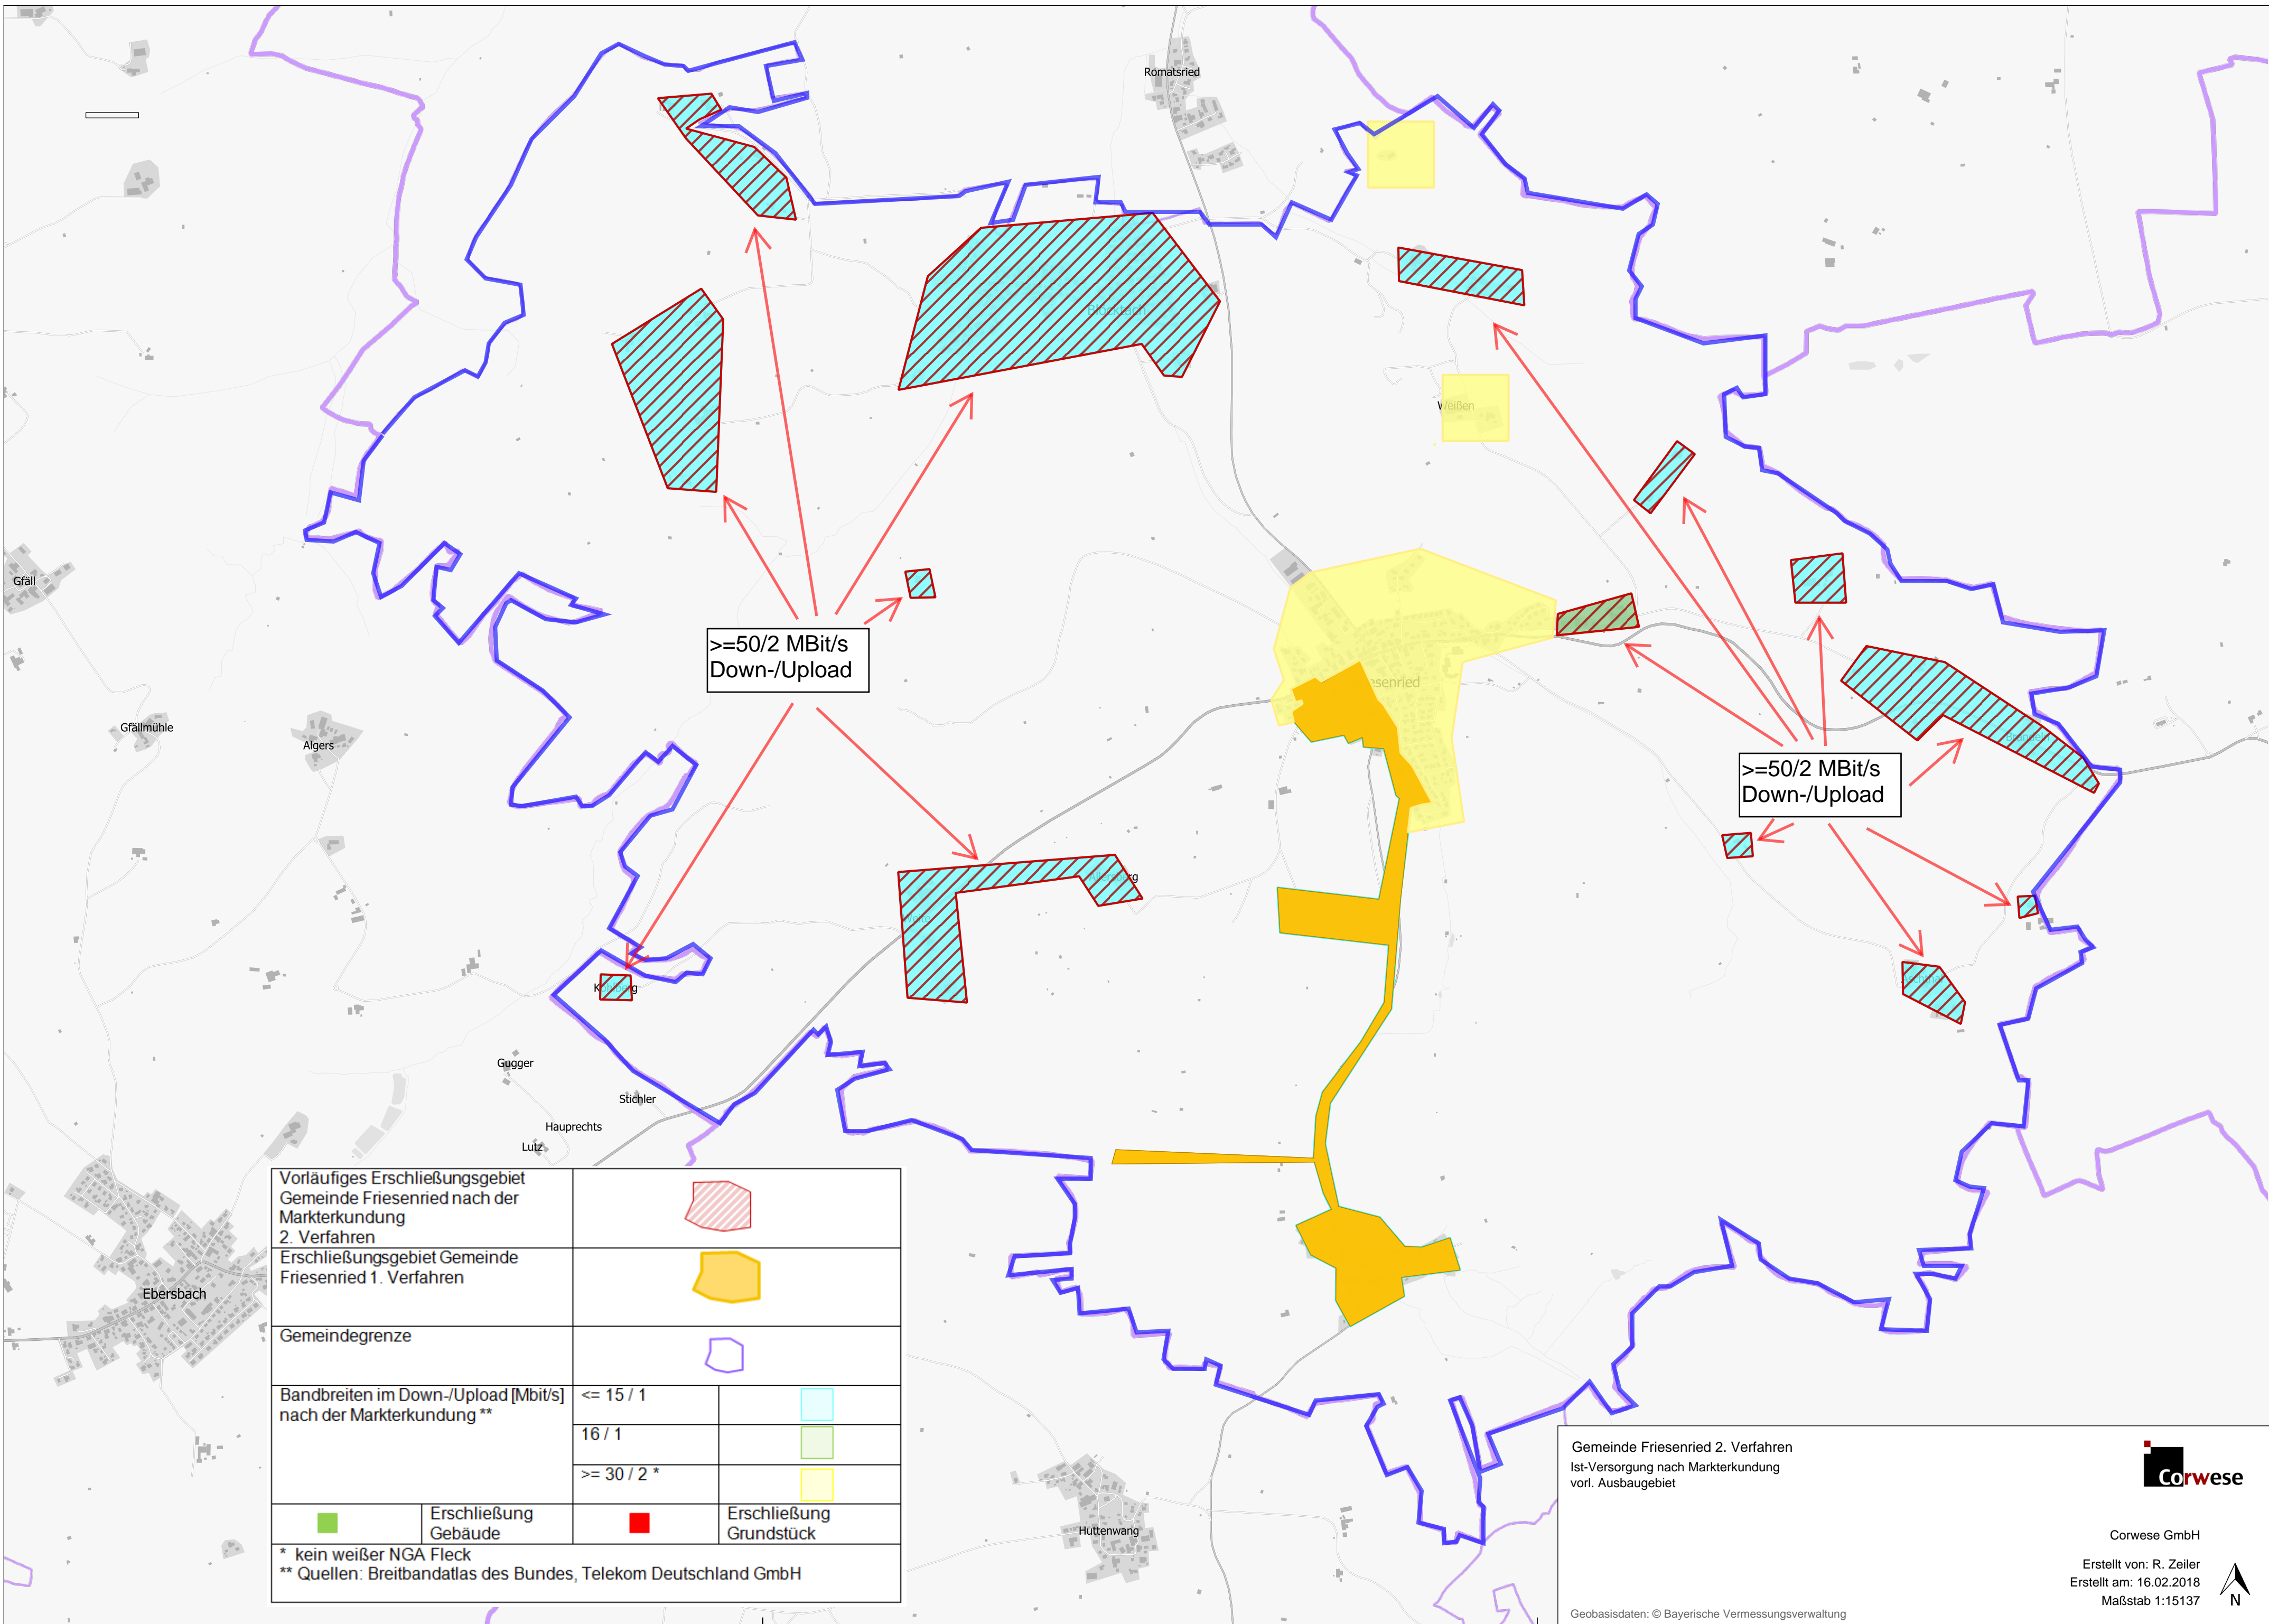 Romatsried
Blöcktach
Weißen
Gfäll
>=50/2 MBit/s
Down-/Upload
esenried
Gfällmühle
Algers
>=50/2 MBit/s
Down-/Upload
Gugger
Stichler
Hauprechts
Lutz
Ebersbach
Vorläufiges Erschließungsgebiet
Gemeinde Friesenried nach der
Markterkundung
2. Verfahren
Erschließungsgebiet Gemeinde
Friesenried 1. Verfahren
Gemeindegrenze
Bandbreiten im Down-/Upload [Mbit/s]
nach der Markterkundung **
<= 15 / 1
16 / 1
>= 30 / 2 *
Erschließung
Gebäude
Erschließung
Grundstück
* kein weißer NGA Fleck
** Quellen: Breitbandatlas des Bundes, Telekom Deutschland GmbH
Huttenwang
Gemeinde Friesenried 2. Verfahren
Ist-Versorgung nach Markterkundung
vorl. Ausbaugebiet
Corwese
Corwese GmbH
Erstellt von: R. Zeiler
Erstellt am: 16.02.2018
Maßstab 1:15137
N
Geobasisdaten: © Bayerische Vermessungsverwaltung